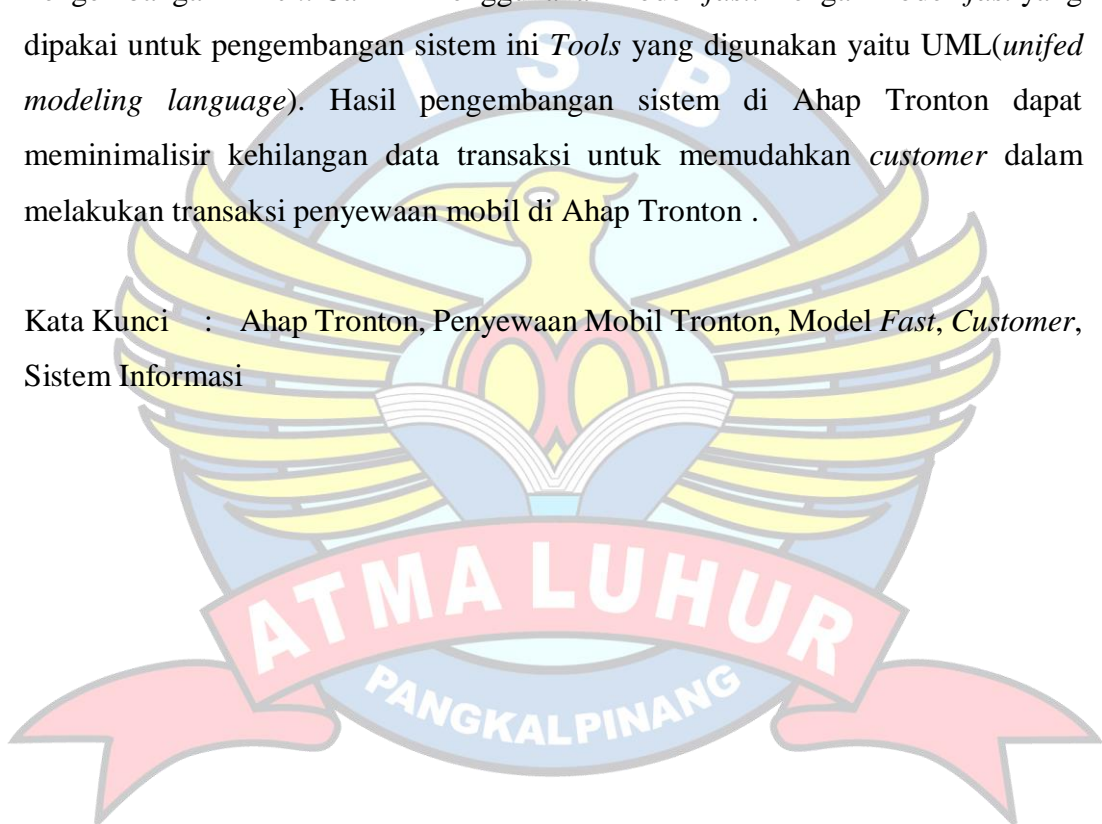 dipakai untuk pengembangan sistem ini Tools yang digunakan yaitu UML(unifed
modeling language). Hasil pengembangan sistem di Ahap Tronton dapat
meminimalisir kehilangan data transaksi untuk memudahkan customer dalam
melakukan transaksi penyewaan mobil di Ahap Tronton .
Kata Kunci : Ahap Tronton, Penyewaan Mobil Tronton, Model Fast, Customer,
Sistem Informasi
I S B
ATMA LUHUR
PANGKALPINANG